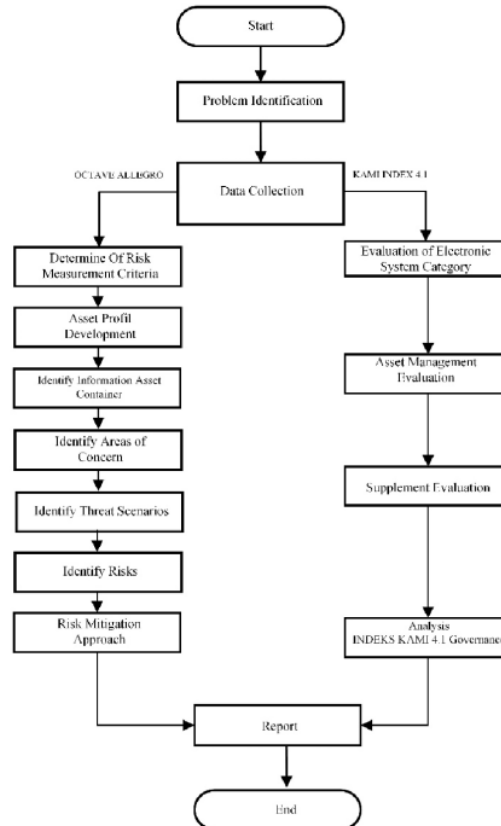 Start
Problem Identification
OCTAVE ALLEGRO
KAMI INDEX 4.1
Data Collection
Determine Of Risk
Measurement Criteria
Asset Profil
Development
Identify Information Asset
Container
Identify Areas of
Concern
Identify Threat Scenarios
Identify Risks
Risk Mitigation
Approach
Evaluation of Electronic
System Category
Asset Management
Evaluation
Supplement Evaluation
Analysis
INDEKS KAMI 4.1 Governance
Report
End